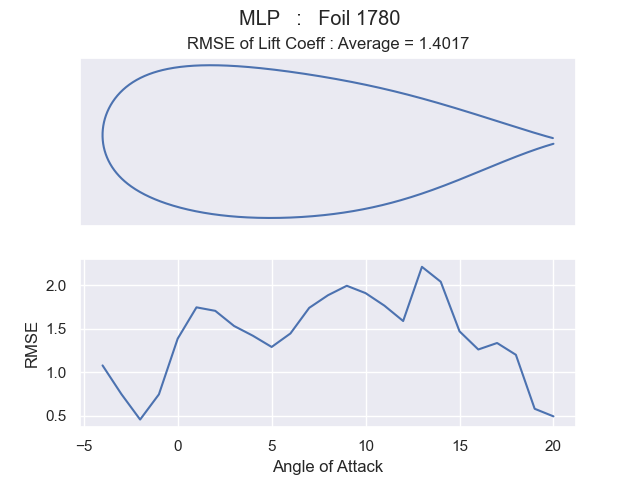 MLP : Foil 1780
RMSE of Lift Coeff : Average = 1.4017
2.0
1.5
1.0
0.5
RMSE
−5 0 5 10 15 20
Angle of Attack